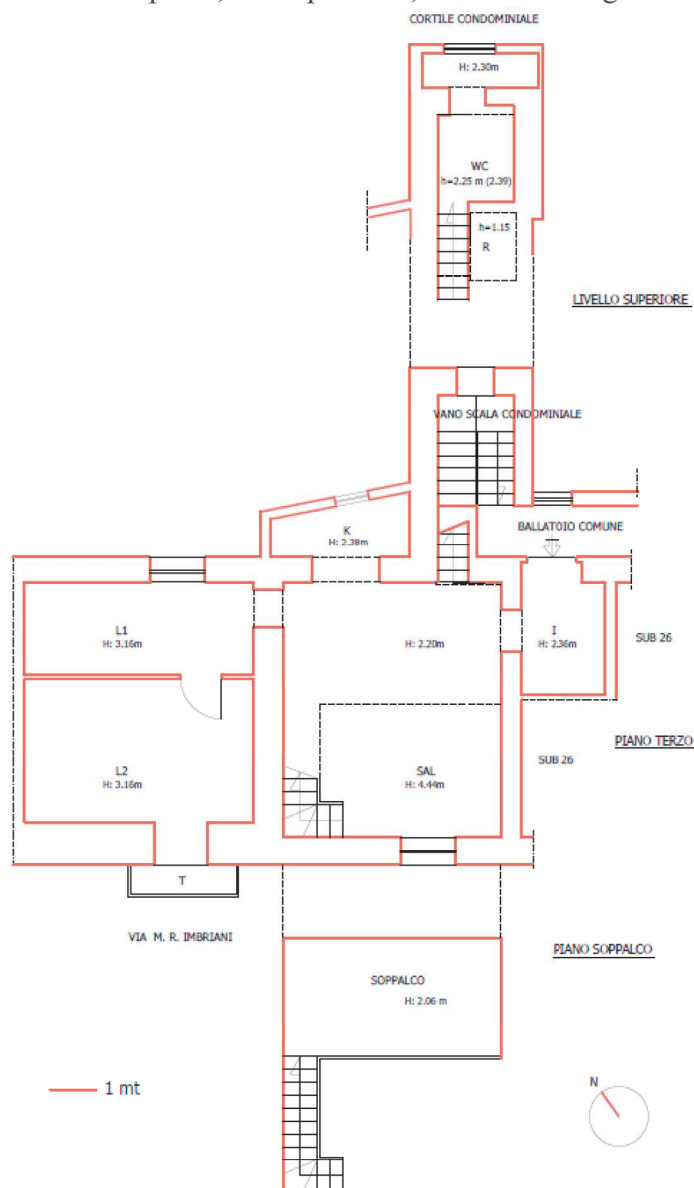 CORTILE CONDOMINIALE
H: 2.30m
WC
h=2.25 m (2.39)
h=1.15
R
LIVELLO SUPERIORE
VANO SCALA CONDOMINIALE
BALLATOIO COMUNE
K
H: 2.38m
L1
H: 3.16m
H: 2.20m
I
H: 2.36m
SUB 26
PIANO TERZO
L2
H: 3.16m
SAL
H: 4.44m
SUB 26
T
VIA M. R. IMBRIANI
PIANO SOPPALCO
SOPPALCO
H: 2.06 m
1 mt
N